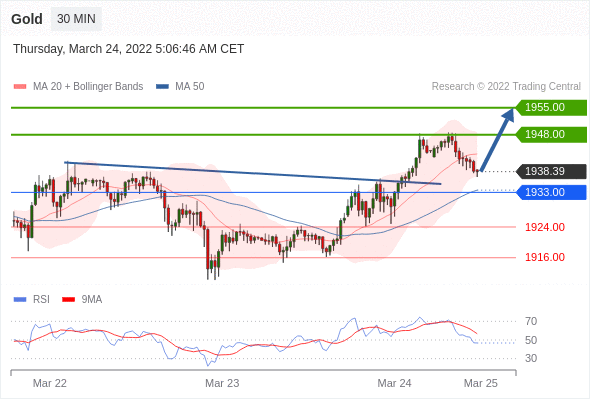 Gold 30 MIN
Thursday, March 24, 2022 5:06:46 AM CET
MA 20 + Bollinger Bands MA 50 Research © 2022 Trading Central
1955.00
1948.00
1938.39
1933.00
1924.00
1916.00
RSI 9MA
70
50
30
Mar 22 Mar 23 Mar 24 Mar 25